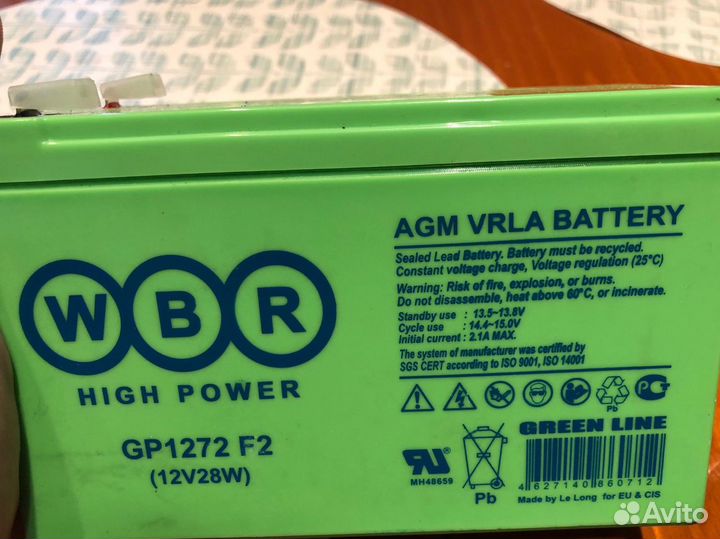 WBR
HIGH POWER
GP1272 F2
(12V28W)
AGM VRLA BATTERY
Sealed Lead Battery. Battery must be recycled.
Constant voltage charge, Voltage regulation (25°C)
Warning: Risk of fire, explosion, or burns.
Do not disassemble, heat above 60°C, or incinerate.
Standby use : 13.5~13.8V
Cycle use : 14.4~15.0V
Initial current : 2.1A MAX.
The system of manufacturer was certified by
SGS CERT according to ISO 9001, ISO 14001
Pb
PCT
GREEN LINE
MH48659
Pb
4627140860712
Made by Le Long for EU & CIS
Avito